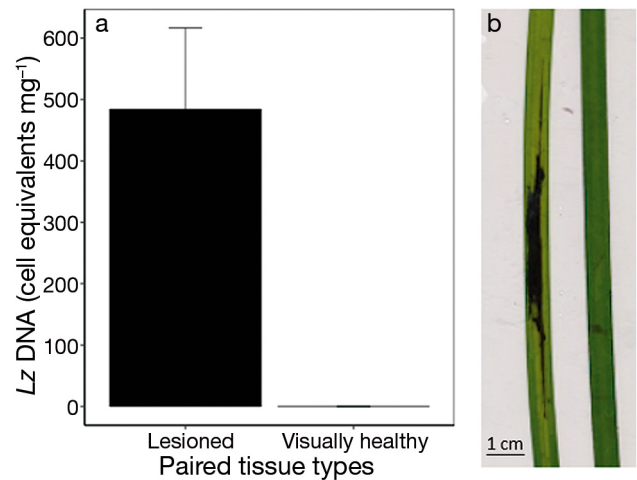 a
Lz DNA (cell equivalents mg⁻¹)
600
500
400
300
200
100
0
Lesioned Visually healthy
Paired tissue types
b
1 cm